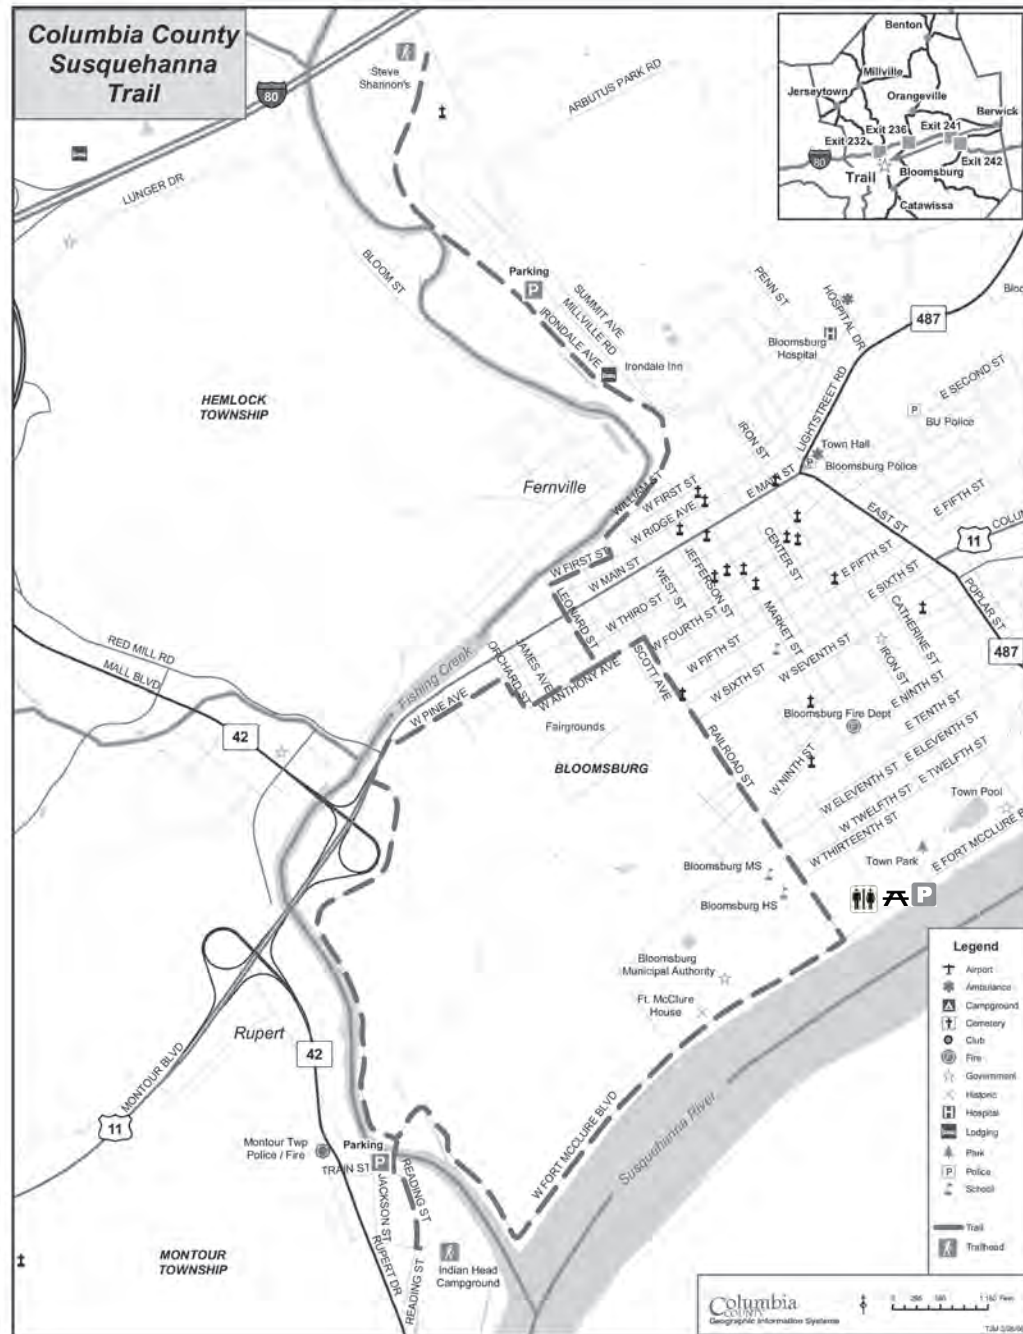 Columbia County
Susquehanna
Trail
80
Steve
Shannon's
ARBUTUS PARK RD
LUNGER DR
BLOOM ST
Benton
Millville
Jerseytown
Orangeville
Berwick
Exit 236
Exit 241
Exit 232
80
Exit 242
Trail
Bloomsburg
Catawissa
Parking
P
SUMMIT AVE
MILLVILLE RD
IRONDALE AVE
Irondale Inn
PENN ST
HOSPITAL DR
487
Bloomsburg
Hospital
H
LIGHTSTREET RD
E SECOND ST
P
BU Police
HEMLOCK
TOWNSHIP
IRON ST
Town Hall
Bloomsburg Police
Fernville
WILLIAM ST
W FIRST ST
E MAIN ST
W RIDGE AVE
EAST ST
E FIFTH ST
11
W FIRST ST
W MAIN ST
JEFFERSON ST
CENTER ST
E FIFTH ST
E SIXTH ST
POPLAR ST
LEONARD ST
W THIRD ST
WEST ST
W FOURTH ST
MARKET ST
CATHERINE ST
487
RED MILL RD
MALL BLVD
42
Fishing Creek
W PINE AVE
ORCHARD ST
JAMES AVE
W ANTHONY AVE
SCOTT AVE
W FIFTH ST
W SIXTH ST
W SEVENTH ST
IRON ST
E NINTH ST
E TENTH ST
E ELEVENTH ST
E TWELFTH ST
Fairgrounds
Bloomsburg Fire Dept
BLOOMSBURG
RAILROAD ST
W NINTH ST
W ELEVENTH ST
W TWELFTH ST
W THIRTEENTH ST
Town Pool
Town Park
E FORT MCCLURE B
Bloomsburg MS
Bloomsburg HS
P
Bloomsburg
Municipal Authority
Ft. McClure
House
Rupert
42
MONTOUR BLVD
11
W FORT MCCLURE BLVD
Susquehanna River
Montour Twp
Police / Fire
Parking
P
TRAIN ST
JACKSON ST
READING ST
RUPERT DR
READING ST
Indian Head
Campground
MONTOUR
TOWNSHIP
Legend
Airport
Ambulance
Campground
Cemetery
Club
Fire
Government
Historic
H Hospital
Lodging
Park
P Police
School
Trail
Trailhead
Columbia
COUNTY
Geographic Information Systems